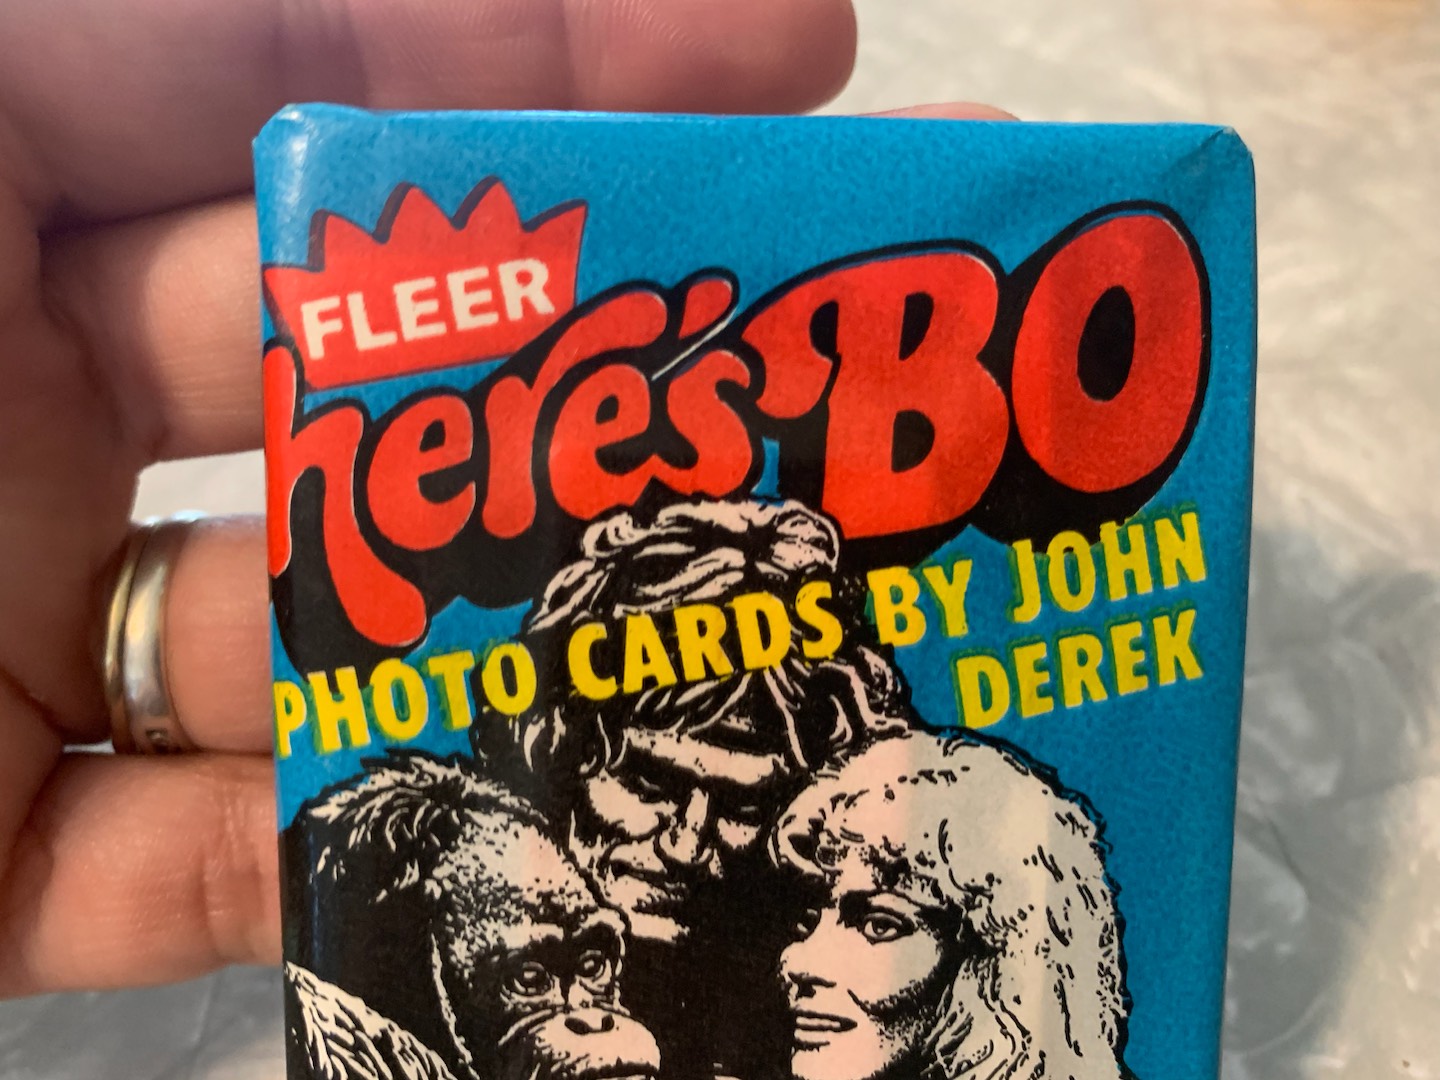 FLEER
here's BO
PHOTO CARDS BY JOHN
DEREK